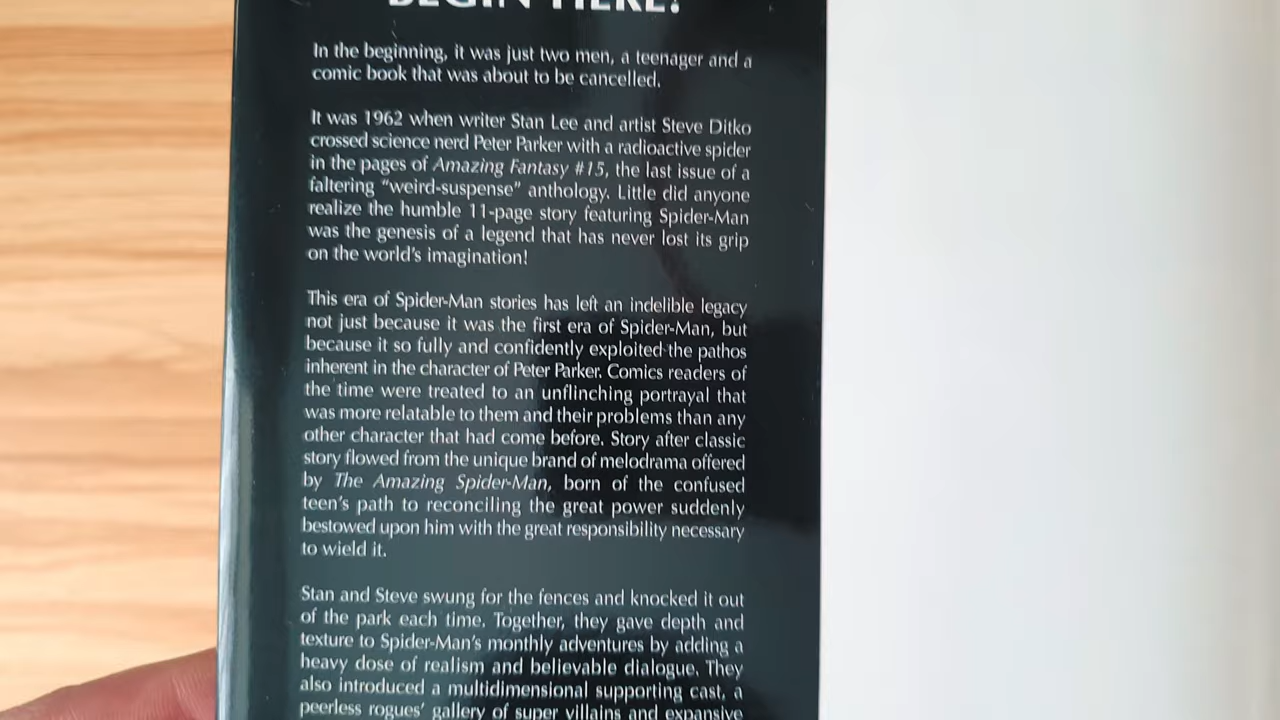 BEGIN HERE!
In the beginning, it was just two men, a teenager and a
comic book that was about to be cancelled.
It was 1962 when writer Stan Lee and artist Steve Ditko
crossed science nerd Peter Parker with a radioactive spider
in the pages of Amazing Fantasy #15, the last issue of a
faltering “weird-suspense” anthology. Little did anyone
realize the humble 11-page story featuring Spider-Man
was the genesis of a legend that has never lost its grip
on the world’s imagination!
This era of Spider-Man stories has left an indelible legacy
not just because it was the first era of Spider-Man, but
because it so fully and confidently exploited the pathos
inherent in the character of Peter Parker. Comics readers of
the time were treated to an unflinching portrayal that
was more relatable to them and their problems than any
other character that had come before. Story after classic
story flowed from the unique brand of melodrama offered
by The Amazing Spider-Man, born of the confused
teen’s path to reconciling the great power suddenly
bestowed upon him with the great responsibility necessary
to wield it.
Stan and Steve swung for the fences and knocked it out
of the park each time. Together, they gave depth and
texture to Spider-Man’s monthly adventures by adding a
heavy dose of realism and believable dialogue. They
also introduced a multidimensional supporting cast, a
peerless rogues’ gallery of super villains and expansive